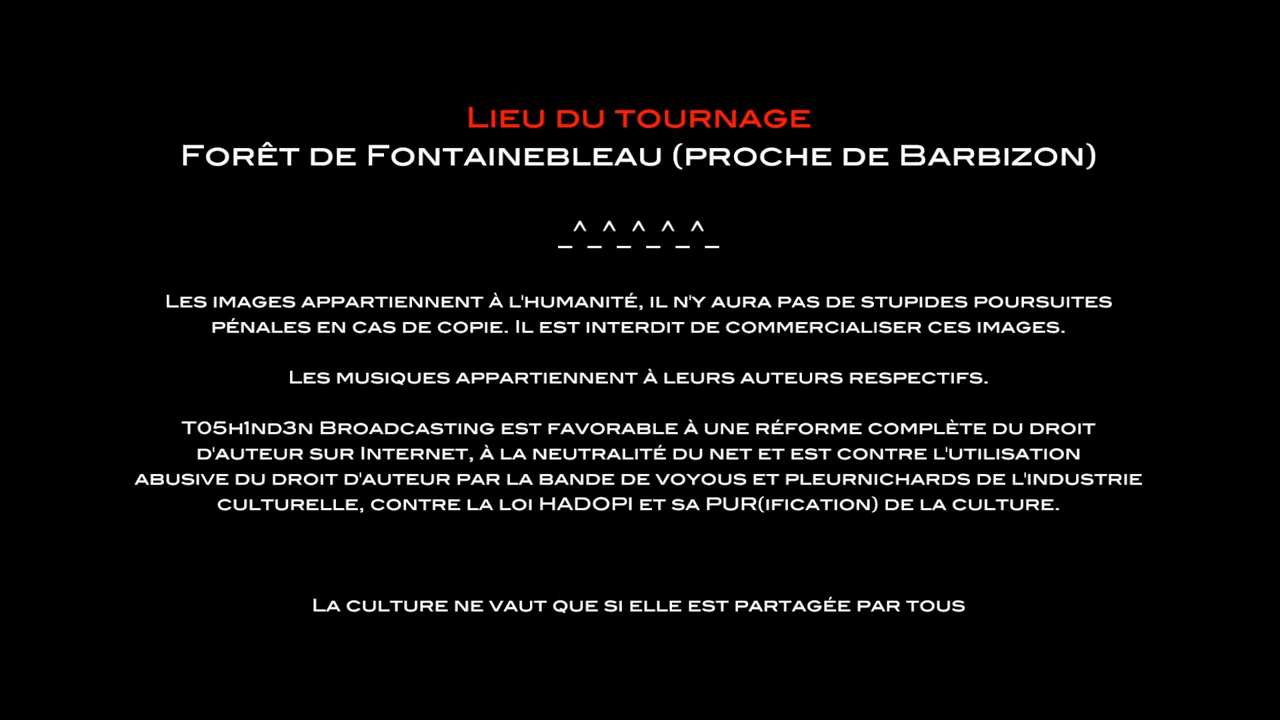 Lieu du tournage
Forêt de Fontainebleau (proche de Barbizon)
_^_^_^_^_^_
Les images appartiennent à l'humanité, il n'y aura pas de stupides poursuites
pénales en cas de copie. Il est interdit de commercialiser ces images.
Les musiques appartiennent à leurs auteurs respectifs.
T05h1nd3n Broadcasting est favorable à une réforme complète du droit
d'auteur sur Internet, à la neutralité du net et est contre l'utilisation
abusive du droit d'auteur par la bande de voyous et pleurnichards de l'industrie
culturelle, contre la loi HADOPI et sa PUR(ification) de la culture.
La culture ne vaut que si elle est partagée par tous